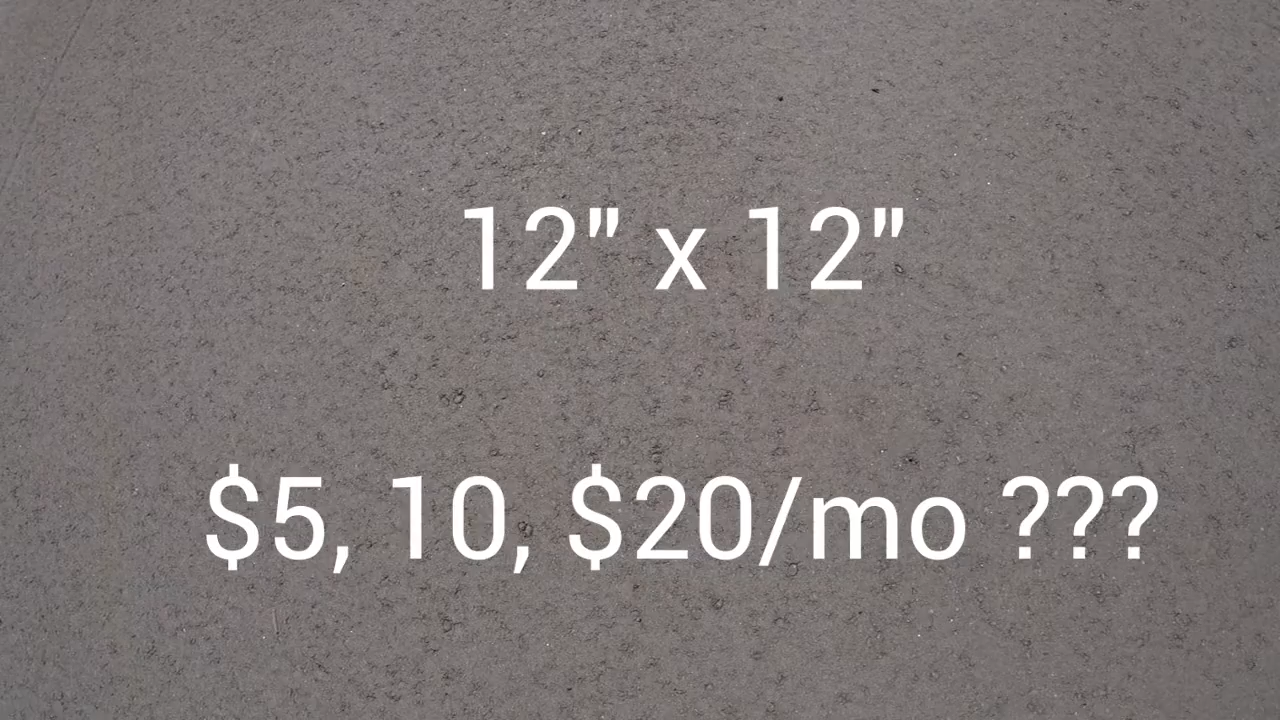 12" x 12"
$5, 10, $20/mo ???